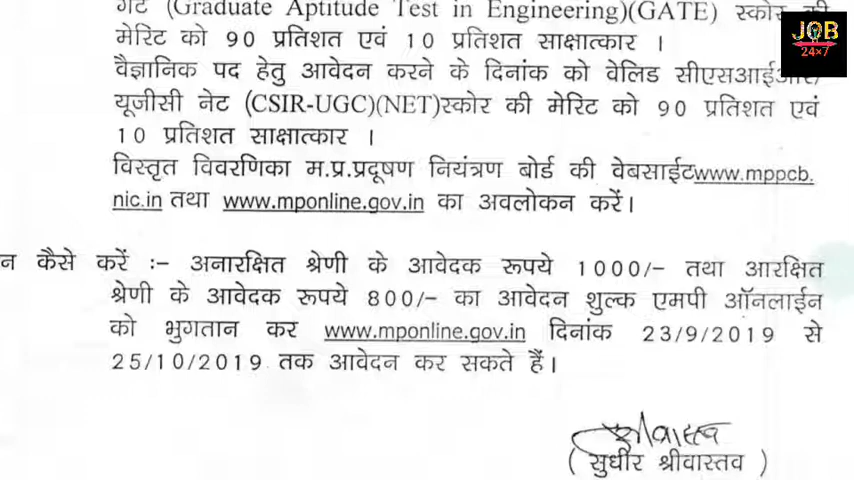 गेट (Graduate Aptitude Test in Engineering)(GATE) स्कोर की
मेरिट को 90 प्रतिशत एवं 10 प्रतिशत साक्षात्कार ।
वैज्ञानिक पद हेतु आवेदन करने के दिनांक को वेलिड सीएसआईआर/
यूजीसी नेट (CSIR-UGC)(NET)स्कोर की मेरिट को 90 प्रतिशत एवं
10 प्रतिशत साक्षात्कार ।
विस्तृत विवरणिका म.प्र.प्रदूषण नियंत्रण बोर्ड की वेबसाईटwww.mppcb.
nic.in तथा www.mponline.gov.in का अवलोकन करें।
न कैसे करें :- अनारक्षित श्रेणी के आवेदक रूपये 1000/- तथा आरक्षित
श्रेणी के आवेदक रूपये 800/- का आवेदन शुल्क एमपी ऑनलाईन
को भुगतान कर www.mponline.gov.in दिनांक 23/9/2019 से
25/10/2019 तक आवेदन कर सकते हैं।
(सुधीर श्रीवास्तव )
JOB
24×7